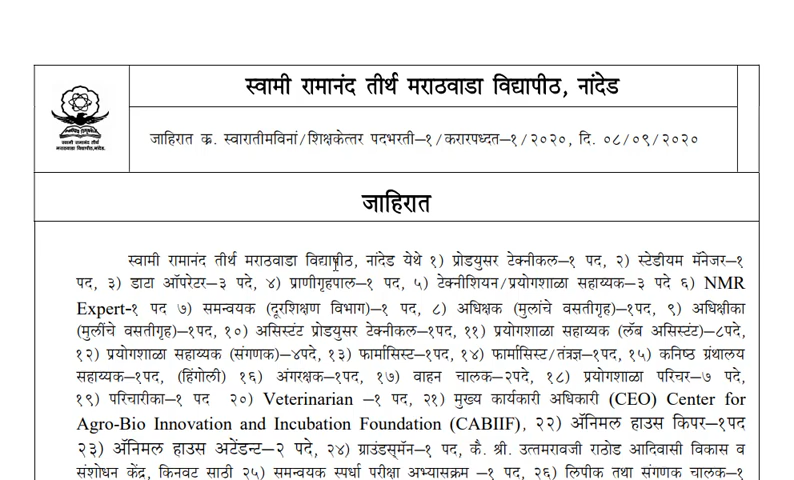 स्वामी रामानंद तीर्थ मराठवाडा विद्यापीठ, नांदेड
स्वामी रामानंद तीर्थ
मराठवाडा विद्यापीठ,नांदेड.
जाहिरात क्र. स्वारातीमविनां/शिक्षकेत्तर पदभरती–१/करारपध्दत–१/२०२०, दि. ०८/०९/२०२०
जाहिरात
स्वामी रामानंद तीर्थ मराठवाडा विद्यापीठ, नांदेड येथे १) प्रोडयुसर टेक्नीकल–१ पद, २) स्टेडीयम मॅनेजर–१
पद, ३) डाटा ऑपरेटर–३ पदे, ४) प्राणीगृहपाल–१ पद, ५) टेक्नीशियन/प्रयोगशाळा सहाय्यक–३ पदे ६) NMR
Expert-१ पद ७) समन्वयक (दूरशिक्षण विभाग)–१ पद, ८) अधिक्षक (मुलांचे वसतीगृह)–१पद, ९) अधिक्षीका
(मुलींचे वसतीगृह)–१पद, १०) असिस्टंट प्रोडयुसर टेक्नीकल–१पद, ११) प्रयोगशाळा सहाय्यक (लॅब असिस्टंट)–८पदे,
१२) प्रयोगशाळा सहाय्यक (संगणक)–४पदे, १३) फार्मासिस्ट–१पद, १४) फार्मासिस्ट/तंत्रज्ञ–१पद, १५) कनिष्ठ ग्रंथालय
सहाय्यक–१पद, (हिंगोली) १६) अंगरक्षक–१पद, १७) वाहन चालक–२पदे, १८) प्रयोगशाळा परिचर–७ पदे,
१९) परिचारीका–१ पद २०) Veterinarian –१ पद, २१) मुख्य कार्यकारी अधिकारी (CEO) Center for
Agro-Bio Innovation and Incubation Foundation (CABIIF), २२) ॲनिमल हाउस किपर–१पद
२३) ॲनिमल हाउस अटेंडन्ट–२ पदे, २४) ग्राउंडस्‌मॅन–१ पद, कै. श्री. उत्तमरावजी राठोड आदिवासी विकास व
संशोधन केंद्र, किनवट साठी २५) समन्वयक स्पर्धा परीक्षा अभ्यासक्रम –१ पद, २६) लिपीक तथा संगणक चालक–१